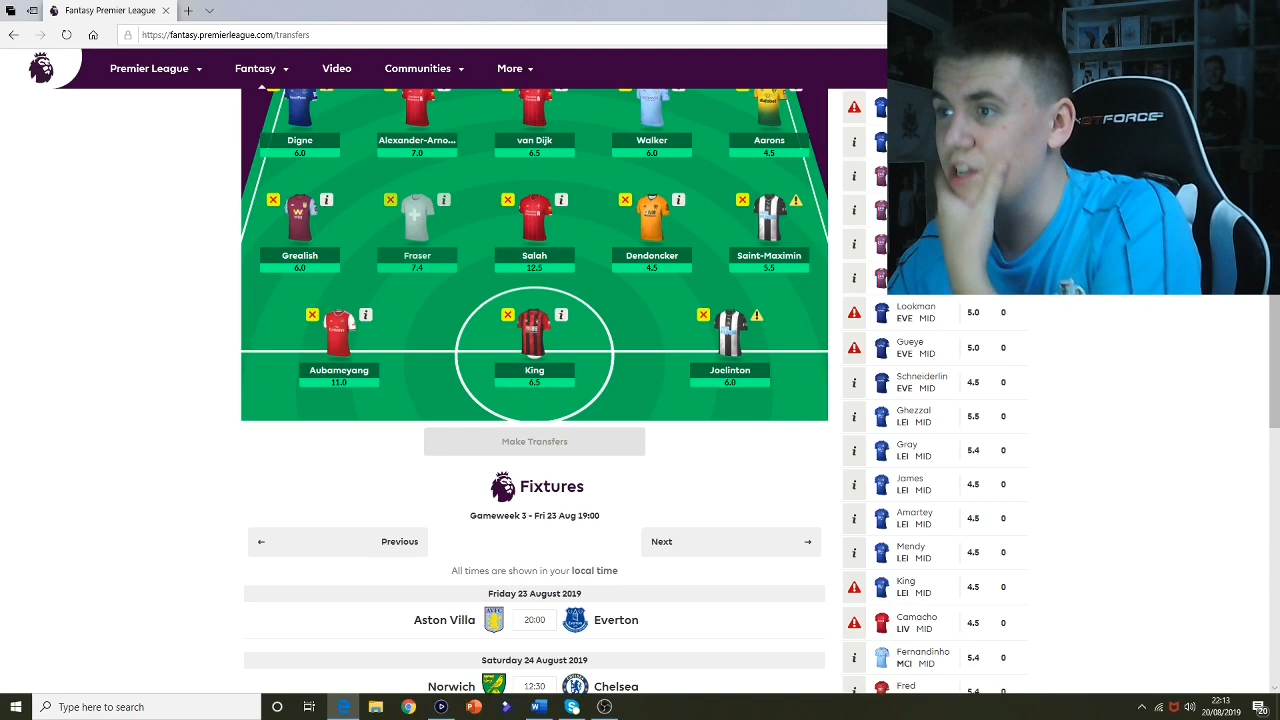 Fantasy Premier League
https://fantasy.premierleague.com/transfers
Premier League
Fantasy
Video
Communities
More
GTFORCE
Digne
6.0
Alexander-Arno...
7.0
van Dijk
6.5
Walker
6.0
Aarons
4.5
Grealish
6.0
Fraser
7.4
Salah
12.5
Dendoncker
4.5
Saint-Maximin
5.5
Aubameyang
11.0
King
6.5
Joelinton
6.0
Make Transfers
Fixtures
Gameweek 3 - Fri 23 Aug 19:00
← Previous
Next →
All times are shown in your local time
Friday 23 August 2019
Aston Villa 20:00 Everton
Saturday 24 August 2019
Norwich 12:30 Chelsea
Lookman 5.0 0
EVE MID
Gueye 5.0 0
EVE MID
Schneiderlin 4.5 0
EVE MID
Ghezzal 5.5 0
LEI MID
Gray 5.4 0
LEI MID
James 4.5 0
LEI MID
Amartey 4.5 0
LEI MID
Mendy 4.5 0
LEI MID
King 4.5 0
LEI MID
Camacho 4.5 0
LIV MID
Fernandinho 5.4 0
MCI MID
Fred 5.4 0
Type here to search
22:13
20/08/2019
20